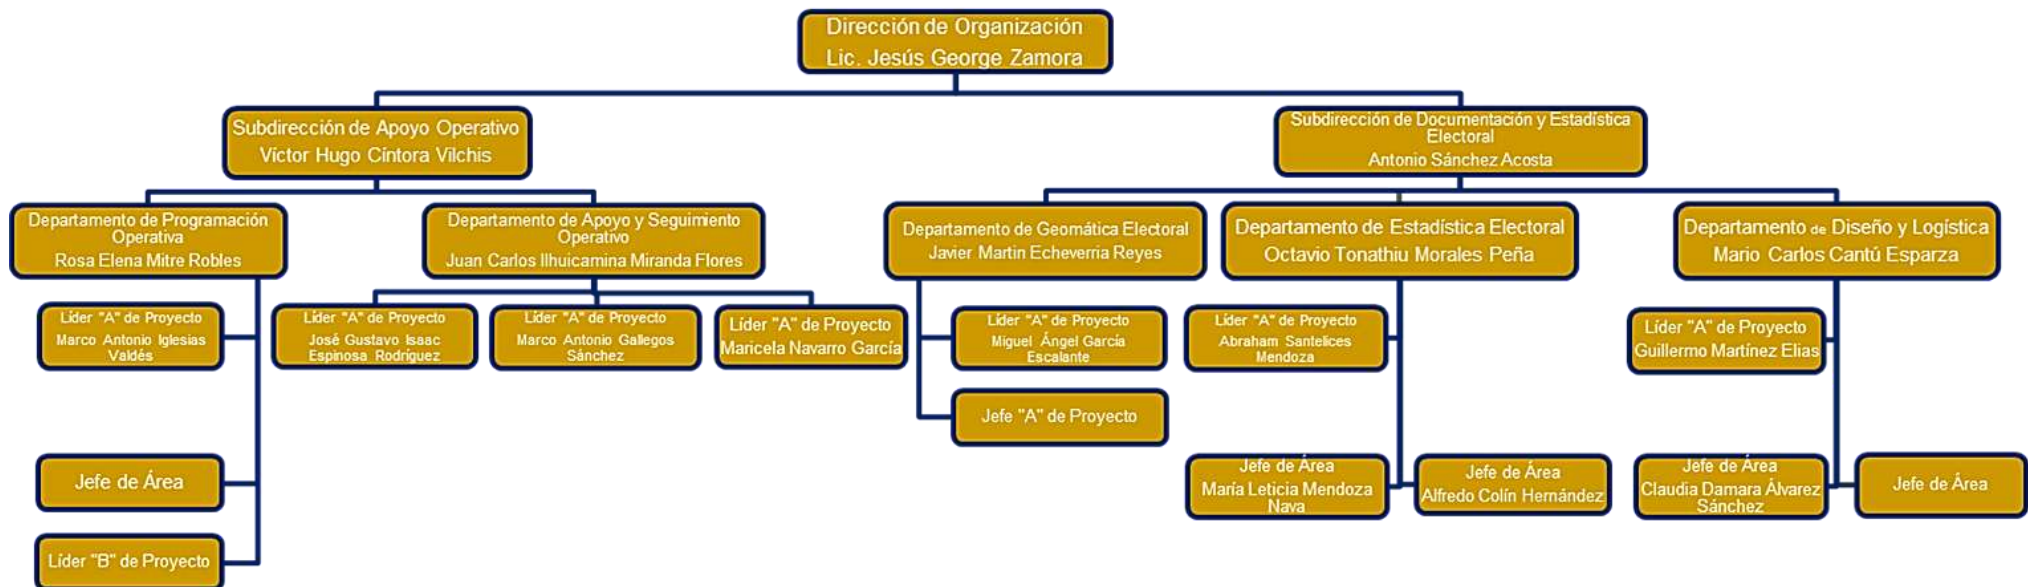 Dirección de Organización
Lic. Jesús George Zamora
Subdirección de Apoyo Operativo
Víctor Hugo Cíntora Vilchis
Subdirección de Documentación y Estadística
Electoral
Antonio Sánchez Acosta
Departamento de Programación
Operativa
Rosa Elena Mitre Robles
Departamento de Apoyo y Seguimiento
Operativo
Juan Carlos Ilhuicamina Miranda Flores
Departamento de Geomática Electoral
Javier Martin Echeverria Reyes
Departamento de Estadística Electoral
Octavio Tonathiu Morales Peña
Departamento de Diseño y Logística
Mario Carlos Cantú Esparza
Líder "A" de Proyecto
Marco Antonio Iglesias
Valdés
Líder "A" de Proyecto
José Gustavo Isaac
Espinosa Rodríguez
Líder "A" de Proyecto
Marco Antonio Gallegos
Sánchez
Líder "A" de Proyecto
Maricela Navarro García
Líder "A" de Proyecto
Miguel Ángel García
Escalante
Líder "A" de Proyecto
Abraham Santelices
Mendoza
Líder "A" de Proyecto
Guillermo Martínez Elias
Jefe "A" de Proyecto
Jefe de Área
Jefe de Área
María Leticia Mendoza
Nava
Jefe de Área
Alfredo Colín Hernández
Jefe de Área
Claudia Damara Álvarez
Sánchez
Jefe de Área
Líder "B" de Proyecto